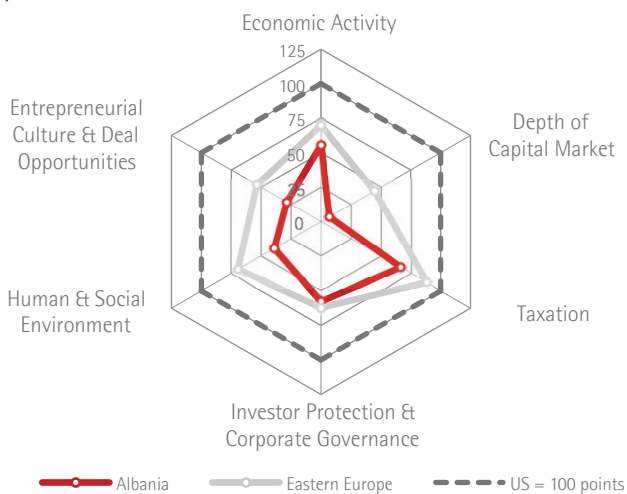 Economic Activity
125
100
75
50
25
0
Entrepreneurial
Culture & Deal
Opportunities
Depth of
Capital Market
Human & Social
Environment
Taxation
Investor Protection &
Corporate Governance
Albania
Eastern Europe
US = 100 points